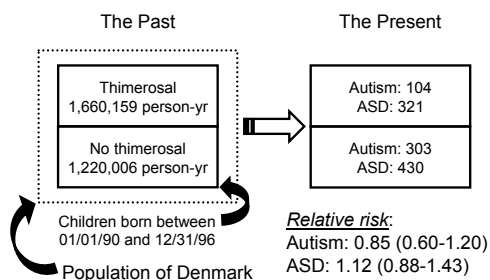 The Past
The Present
Thimerosal
1,660,159 person-yr
No thimerosal
1,220,006 person-yr
Autism: 104
ASD: 321
Autism: 303
ASD: 430
Children born between
01/01/90 and 12/31/96
Population of Denmark
Relative risk:
Autism: 0.85 (0.60-1.20)
ASD: 1.12 (0.88-1.43)